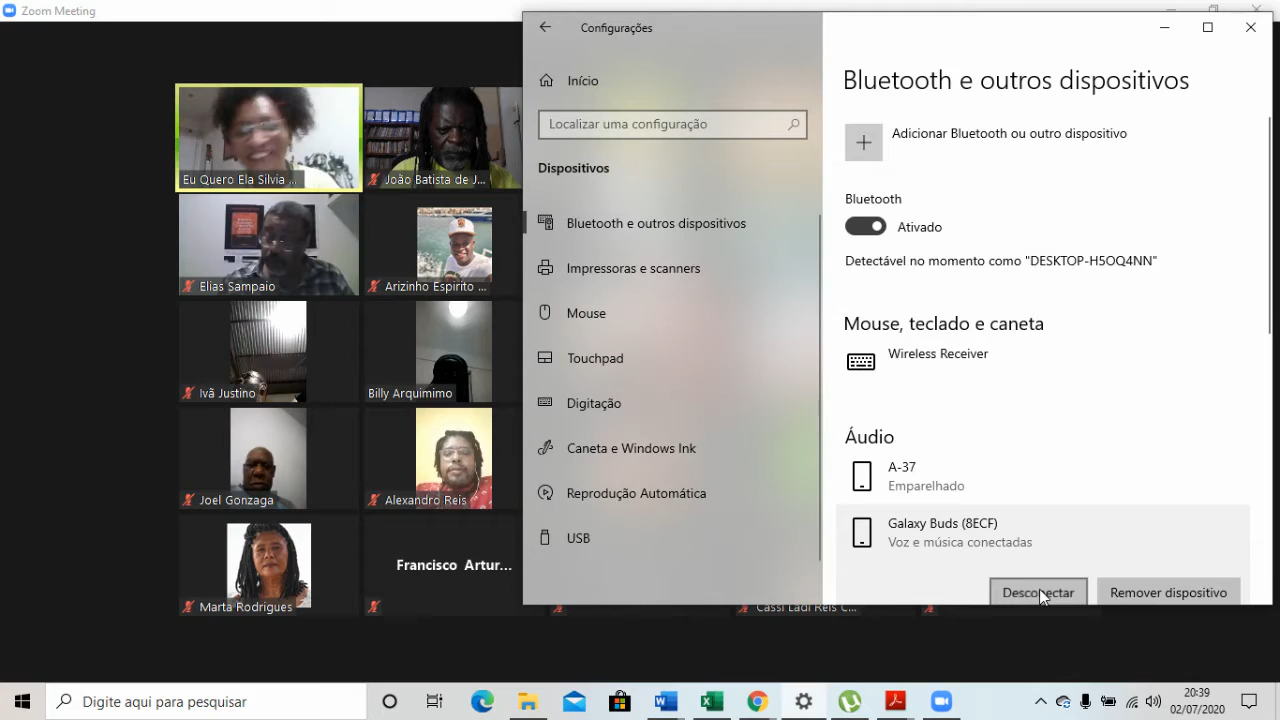 Zoom Meeting
Eu Quero Ela Silvia ...
João Batista de J...
Elias Sampaio
Arizinho Espirito ...
Ivã Justino
Billy Arquimimo
Joel Gonzaga
Alexandro Reis
Marta Rodrigues
Francisco Artur...
Cassi Ladi Reis C...
Configurações
Início
Localizar uma configuração
Dispositivos
Bluetooth e outros dispositivos
Impressoras e scanners
Mouse
Touchpad
Digitação
Caneta e Windows Ink
Reprodução Automática
USB
Bluetooth e outros dispositivos
Adicionar Bluetooth ou outro dispositivo
Bluetooth
Ativado
Detectável no momento como "DESKTOP-H5OQ4NN"
Mouse, teclado e caneta
Wireless Receiver
Áudio
A-37
Emparelhado
Galaxy Buds (8ECF)
Voz e música conectadas
Desconectar
Remover dispositivo
Digite aqui para pesquisar
20:39
02/07/2020